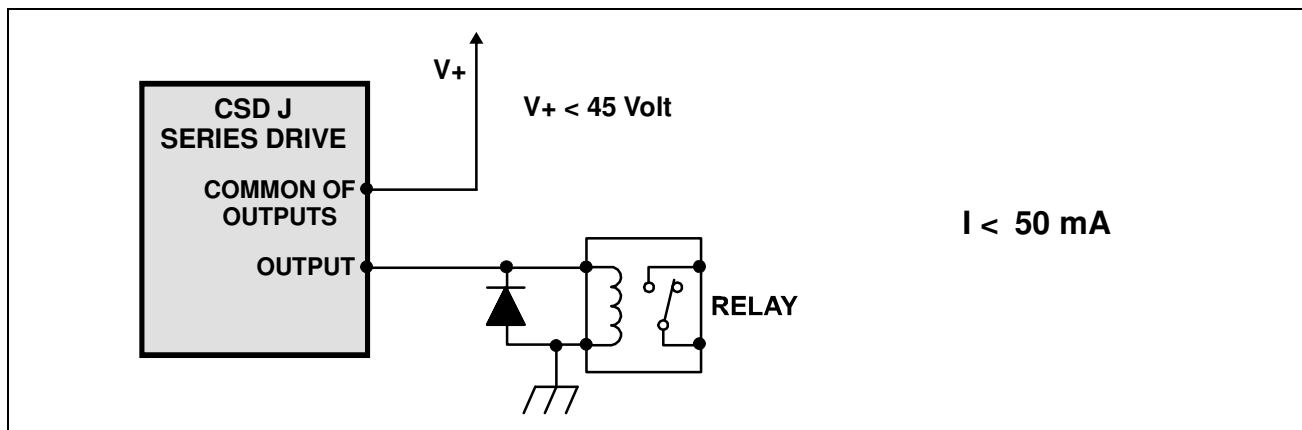 V+
V+ < 45 Volt
CSD J
SERIES DRIVE
COMMON OF
OUTPUTS
I < 50 mA
OUTPUT
RELAY